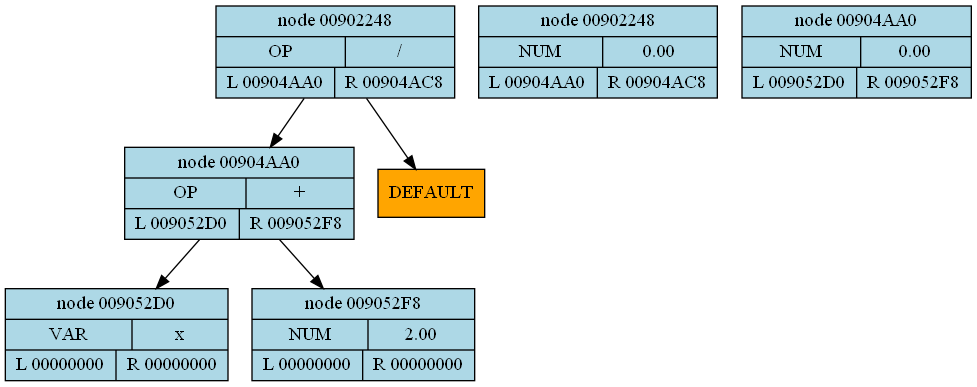 node 00902248
OP /
L 00904AA0 R 00904AC8
node 00902248
NUM 0.00
L 00904AA0 R 00904AC8
node 00904AA0
NUM 0.00
L 009052D0 R 009052F8
node 00904AA0
OP +
L 009052D0 R 009052F8
DEFAULT
node 009052D0
VAR x
L 00000000 R 00000000
node 009052F8
NUM 2.00
L 00000000 R 00000000